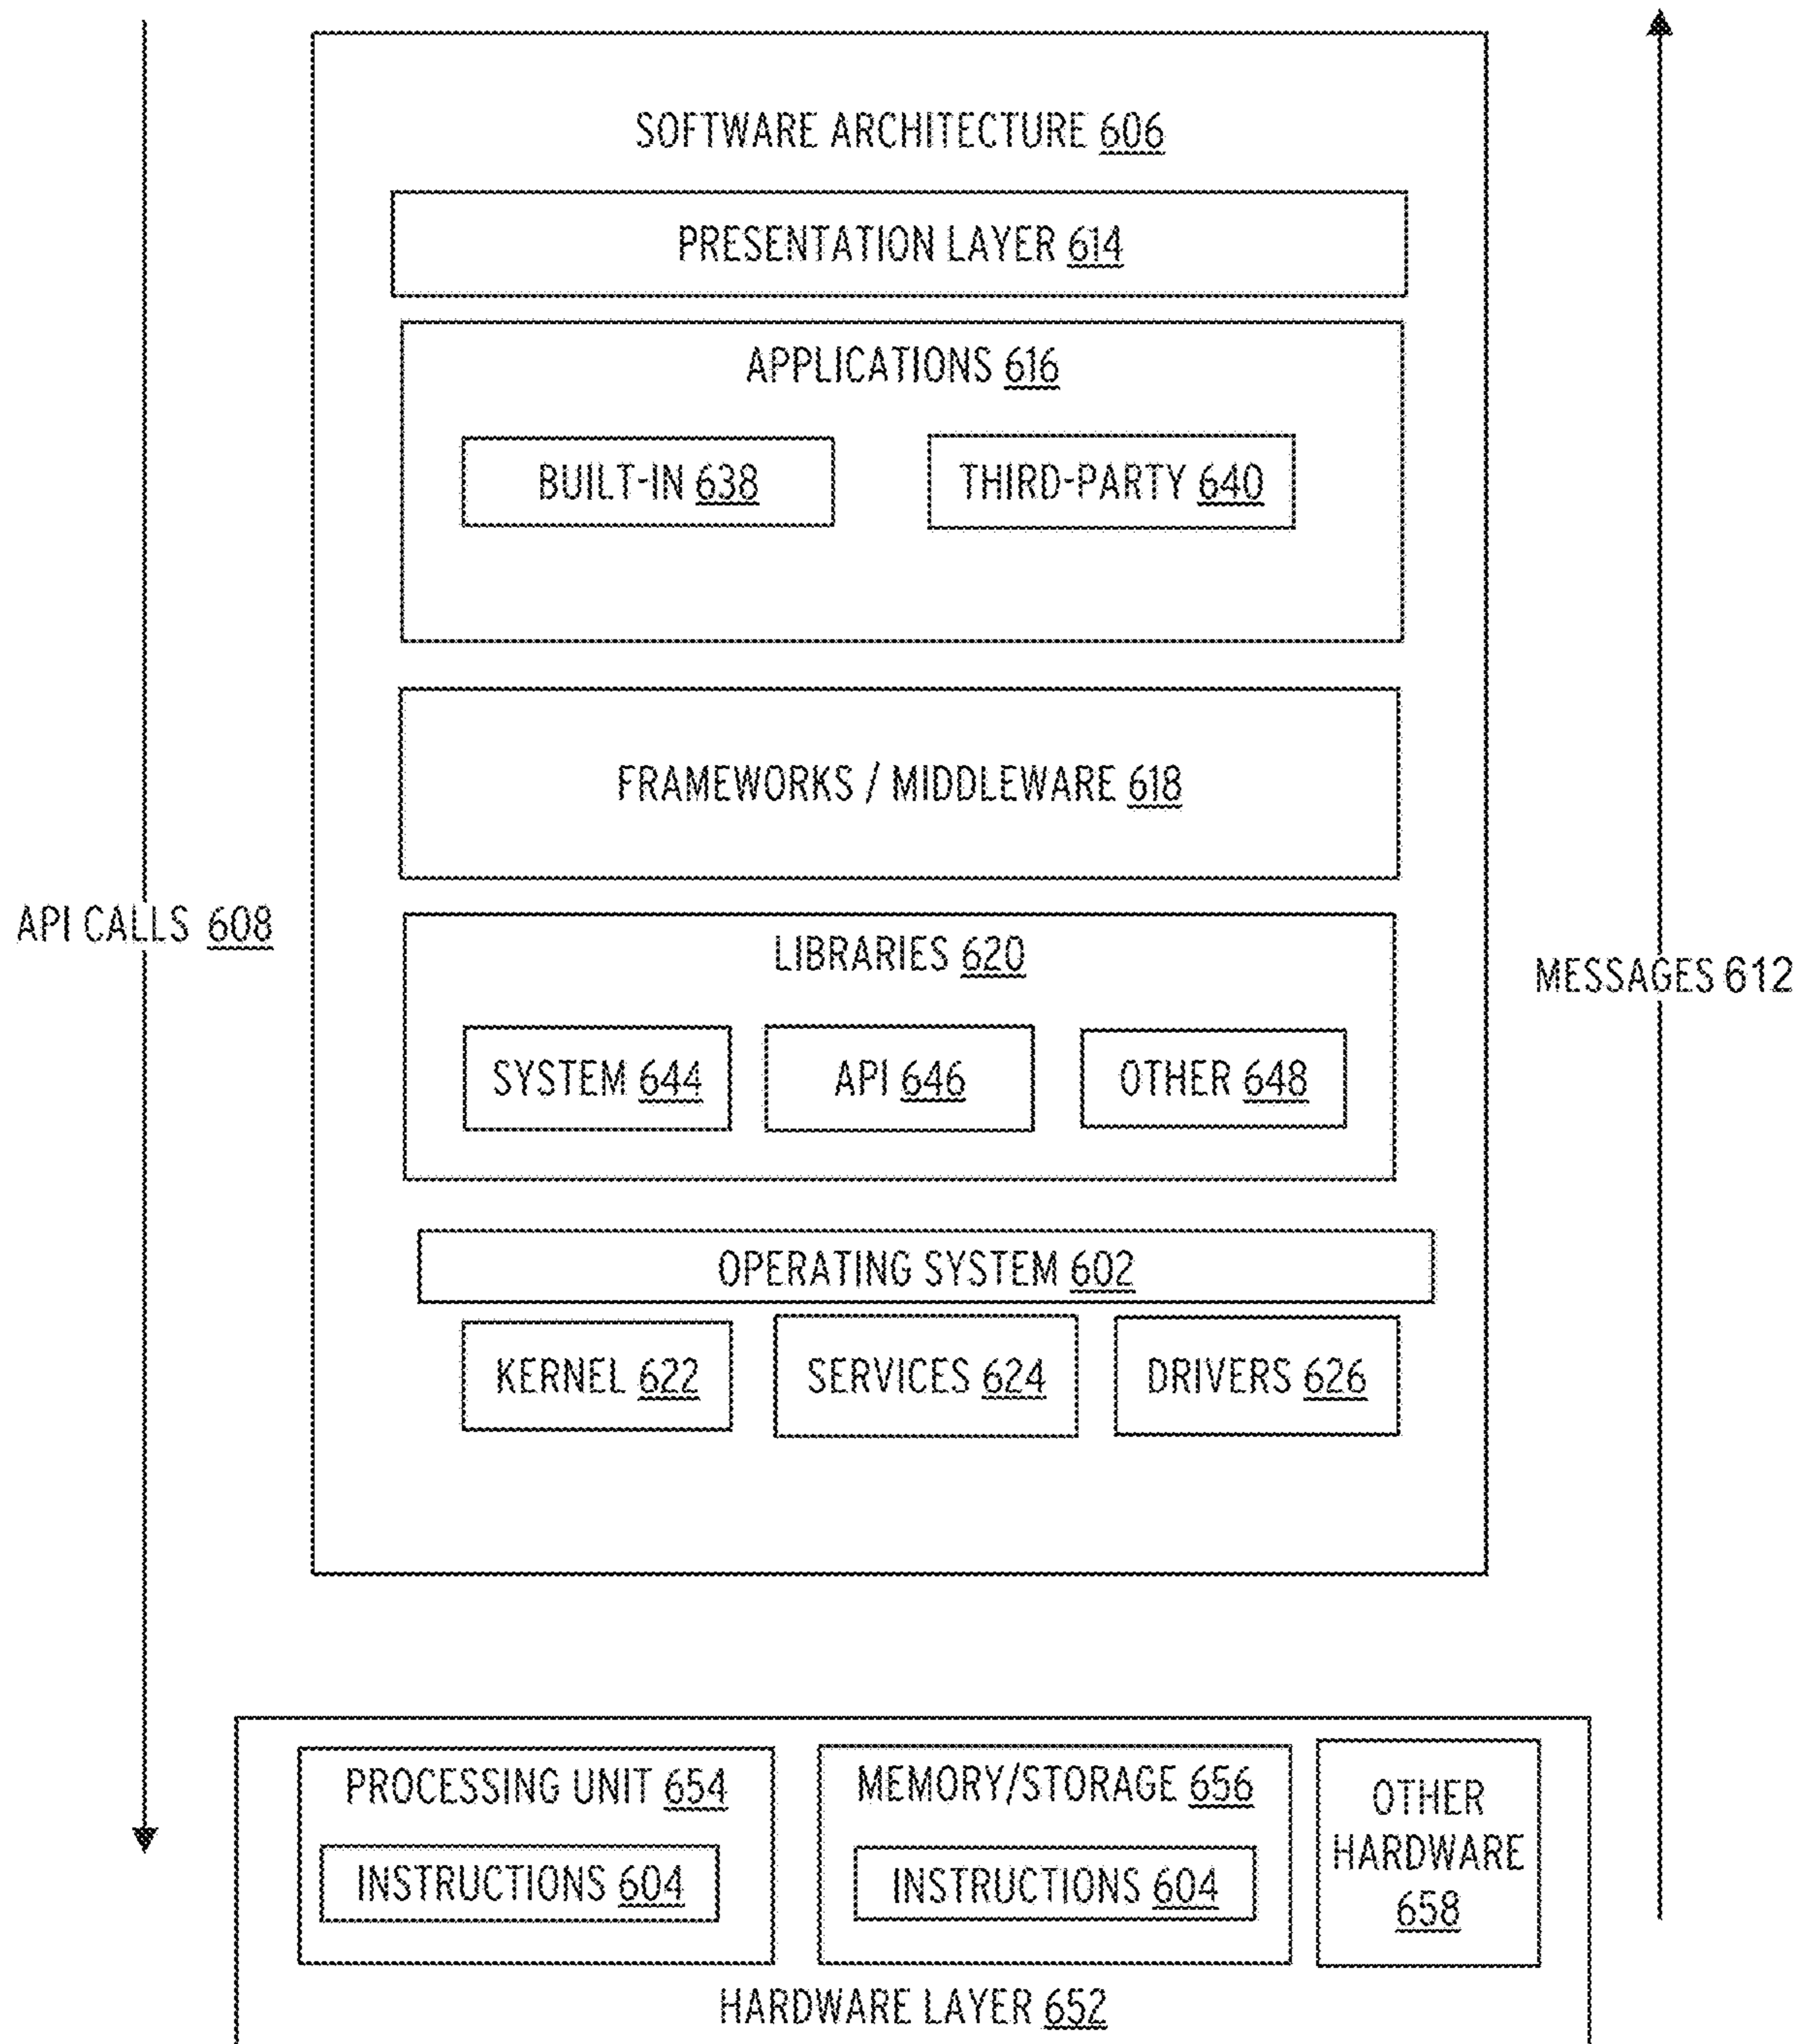 SOFTWARE ARCHITECTURE 606
PRESENTATION LAYER 614
APPLICATIONS 616
BUILT-IN 638
THIRD-PARTY 640
FRAMEWORKS / MIDDLEWARE 618
API CALLS 608
LIBRARIES 620
MESSAGES 612
SYSTEM 644
API 646
OTHER 648
OPERATING SYSTEM 602
KERNEL 622
SERVICES 624
DRIVERS 626
PROCESSING UNIT 654
INSTRUCTIONS 604
MEMORY/STORAGE 656
INSTRUCTIONS 604
OTHER
HARDWARE
658
HARDWARE LAYER 652